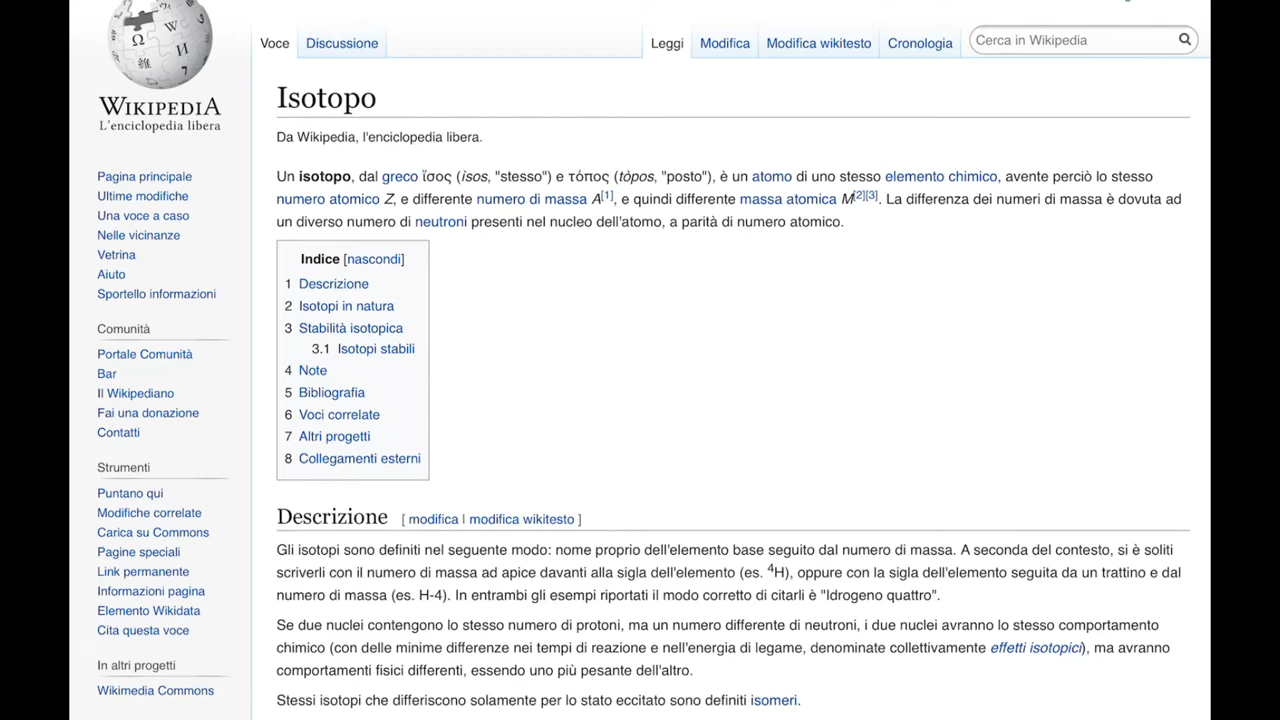 Ω
W
И
維
7
WIKIPEDIA
L'enciclopedia libera
Pagina principale
Ultime modifiche
Una voce a caso
Nelle vicinanze
Vetrina
Aiuto
Sportello informazioni
Comunità
Portale Comunità
Bar
Il Wikipediano
Fai una donazione
Contatti
Strumenti
Puntano qui
Modifiche correlate
Carica su Commons
Pagine speciali
Link permanente
Informazioni pagina
Elemento Wikidata
Cita questa voce
In altri progetti
Wikimedia Commons
Voce Discussione Leggi Modifica Modifica wikitesto Cronologia Cerca in Wikipedia
Isotopo
Da Wikipedia, l'enciclopedia libera.
Un isotopo, dal greco ἴσος (isos, "stesso") e τόπος (tòpos, "posto"), è un atomo di uno stesso elemento chimico, avente perciò lo stesso
numero atomico Z, e differente numero di massa A[1], e quindi differente massa atomica M[2][3]. La differenza dei numeri di massa è dovuta ad
un diverso numero di neutroni presenti nel nucleo dell'atomo, a parità di numero atomico.
Indice [nascondi]
1 Descrizione
2 Isotopi in natura
3 Stabilità isotopica
3.1 Isotopi stabili
4 Note
5 Bibliografia
6 Voci correlate
7 Altri progetti
8 Collegamenti esterni
Descrizione [ modifica | modifica wikitesto ]
Gli isotopi sono definiti nel seguente modo: nome proprio dell'elemento base seguito dal numero di massa. A seconda del contesto, si è soliti
scriverli con il numero di massa ad apice davanti alla sigla dell'elemento (es. ⁴H), oppure con la sigla dell'elemento seguita da un trattino e dal
numero di massa (es. H-4). In entrambi gli esempi riportati il modo corretto di citarli è "Idrogeno quattro".
Se due nuclei contengono lo stesso numero di protoni, ma un numero differente di neutroni, i due nuclei avranno lo stesso comportamento
chimico (con delle minime differenze nei tempi di reazione e nell'energia di legame, denominate collettivamente effetti isotopici), ma avranno
comportamenti fisici differenti, essendo uno più pesante dell'altro.
Stessi isotopi che differiscono solamente per lo stato eccitato sono definiti isomeri.